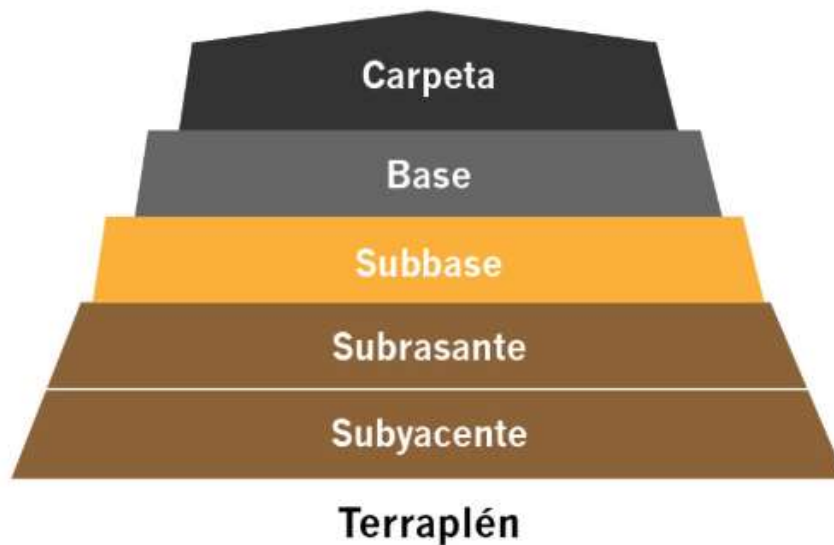 Carpeta
Base
Subbase
Subrasante
Subyacente
Terraplén